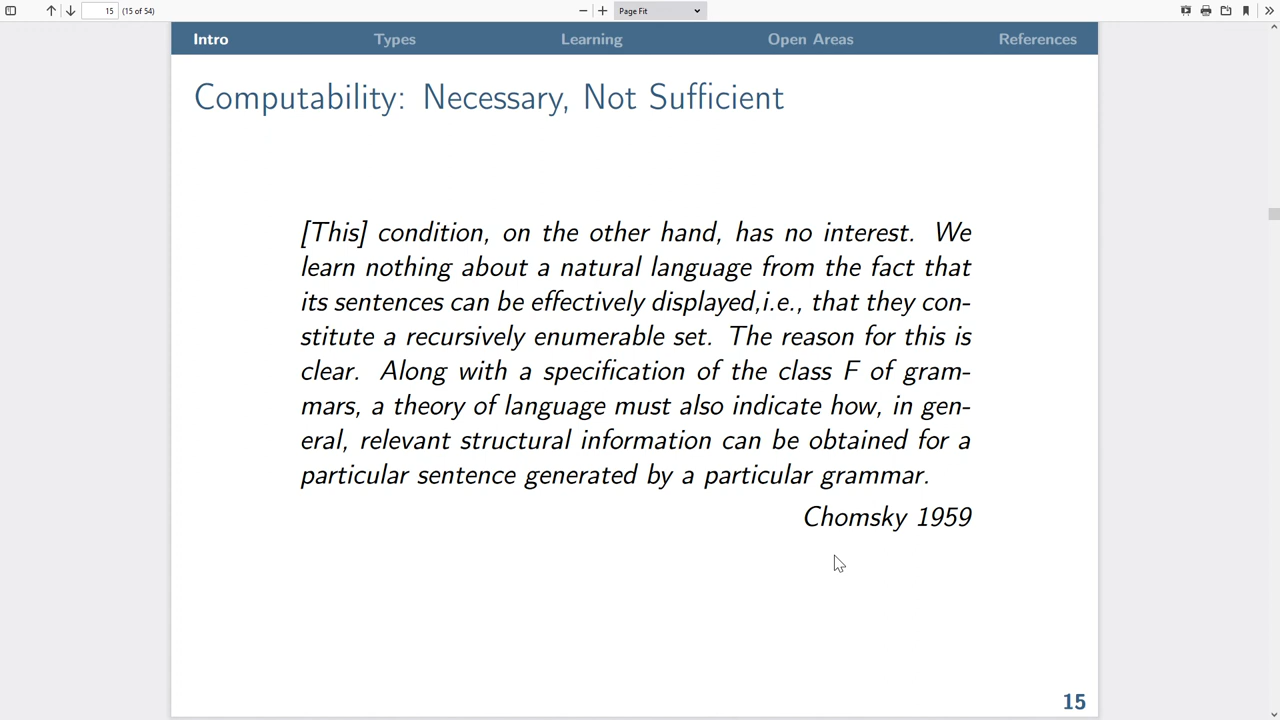 15 (15 of 54) Page Fit
Intro Types Learning Open Areas References
Computability: Necessary, Not Sufficient
[This] condition, on the other hand, has no interest. We
learn nothing about a natural language from the fact that
its sentences can be effectively displayed,i.e., that they con-
stitute a recursively enumerable set. The reason for this is
clear. Along with a specification of the class F of gram-
mars, a theory of language must also indicate how, in gen-
eral, relevant structural information can be obtained for a
particular sentence generated by a particular grammar.
Chomsky 1959
15